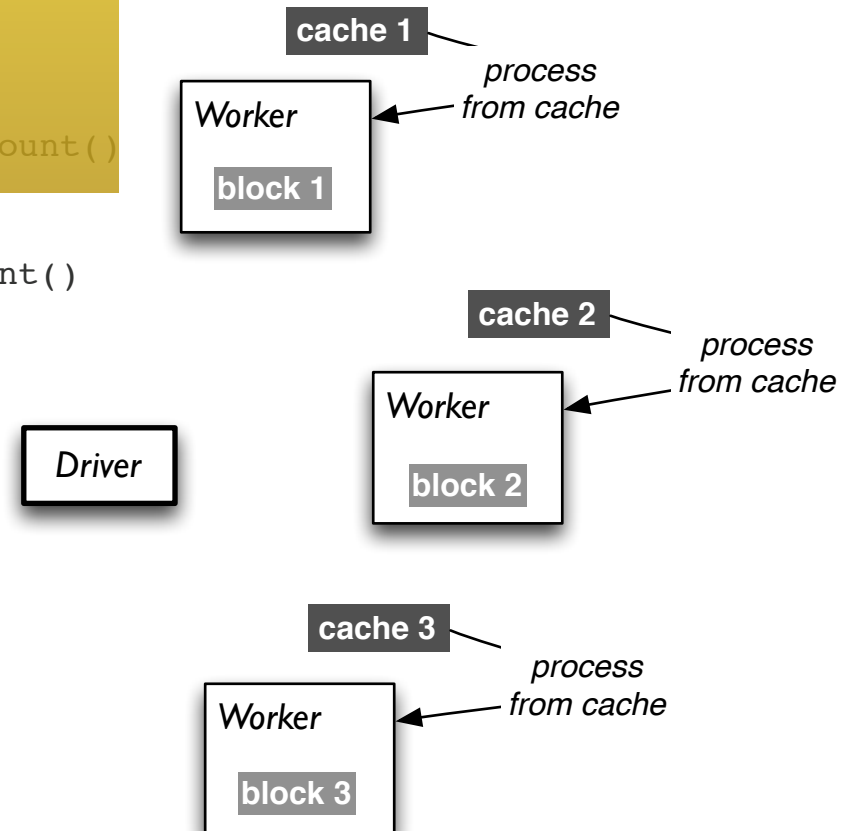 cache 1
process
from cache
Worker
ount()
block 1
nt()
cache 2
process
from cache
Worker
Driver
block 2
cache 3
process
from cache
Worker
block 3